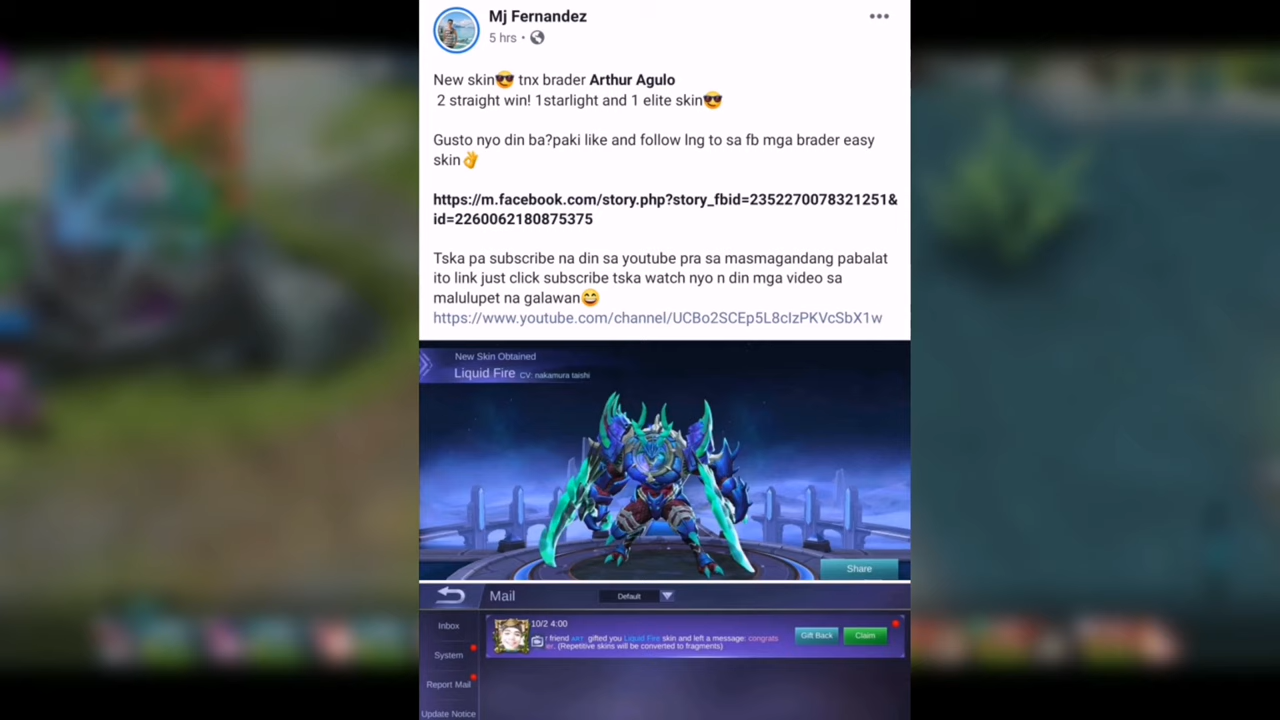 Mj Fernandez
5 hrs •
New skin😎 tnx brader Arthur Agulo
2 straight win! 1starlight and 1 elite skin😎
Gusto nyo din ba?paki like and follow lng to sa fb mga brader easy
skin👌
https://m.facebook.com/story.php?story_fbid=2352270078321251&
id=2260062180875375
Tska pa subscribe na din sa youtube pra sa masmagandang pabalat
ito link just click subscribe tska watch nyo n din mga video sa
malulupet na galawan😄
https://www.youtube.com/channel/UCBo2SCEp5L8cIzPKVcSbX1w
New Skin Obtained
Liquid Fire CV: nakamura taishi
Share
Mail
Default
Inbox
10/2 4:00
r friend ART gifted you Liquid Fire skin and left a message: congrats
er. (Repetitive skins will be converted to fragments)
Gift Back
Claim
System
Report Mail
Update Notice